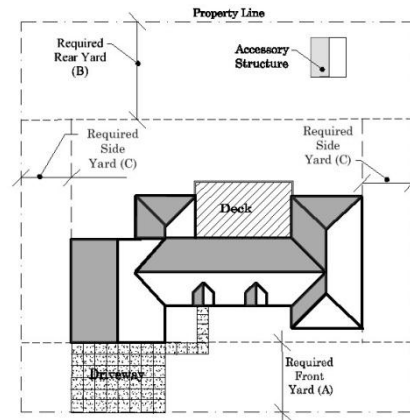 Property Line
Required
Rear Yard
(B)
Accessory
Structure
Required
Side
Yard (C)
Required
Side
Yard (C)
Deck
Driveway
Required
Front
Yard (A)